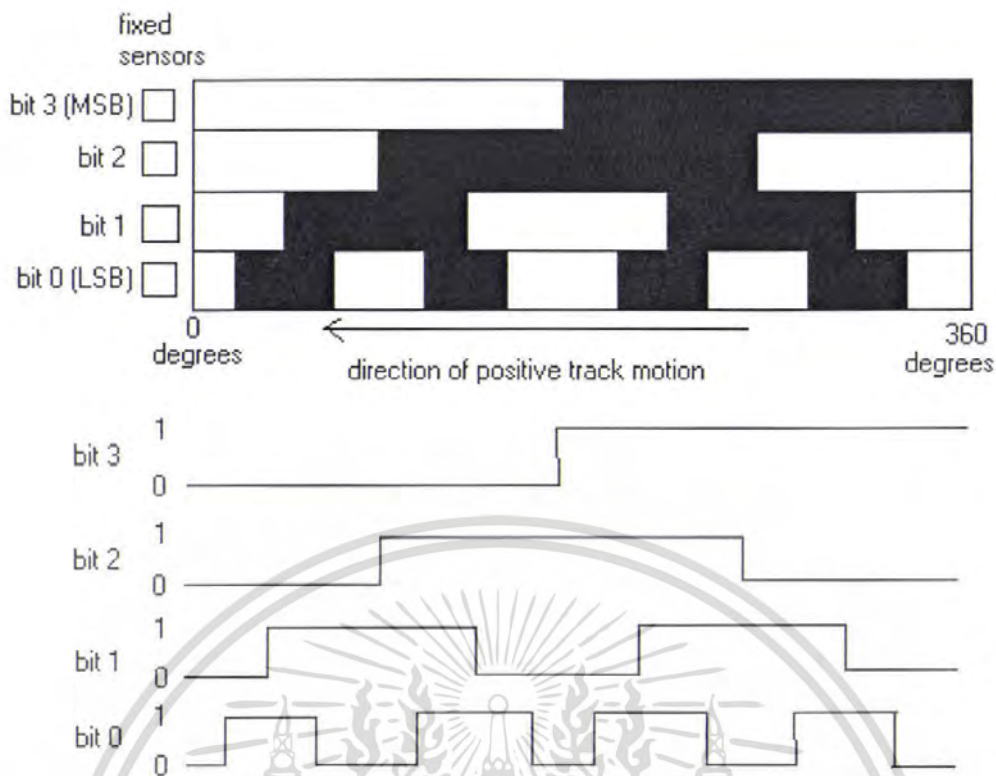 fixed
sensors
bit 3 (MSB)
bit 2
bit 1
bit 0 (LSB)
0
degrees
360
degrees
direction of positive track motion
bit 3
1
0
bit 2
1
0
bit 1
1
0
bit 0
1
0